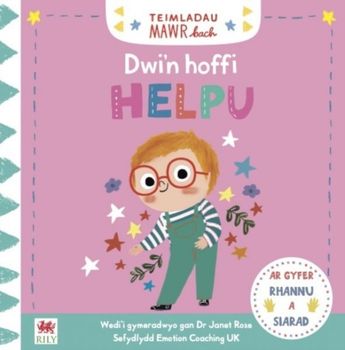 TEIMLADAU
MAWR bach
Dwi'n hoffi
HELPU
AR GYFER
RHANNU
A
SIARAD
Wedi'i gymeradwyo gan Dr Janet Rose
Sefydlydd Emotion Coaching UK
RILY